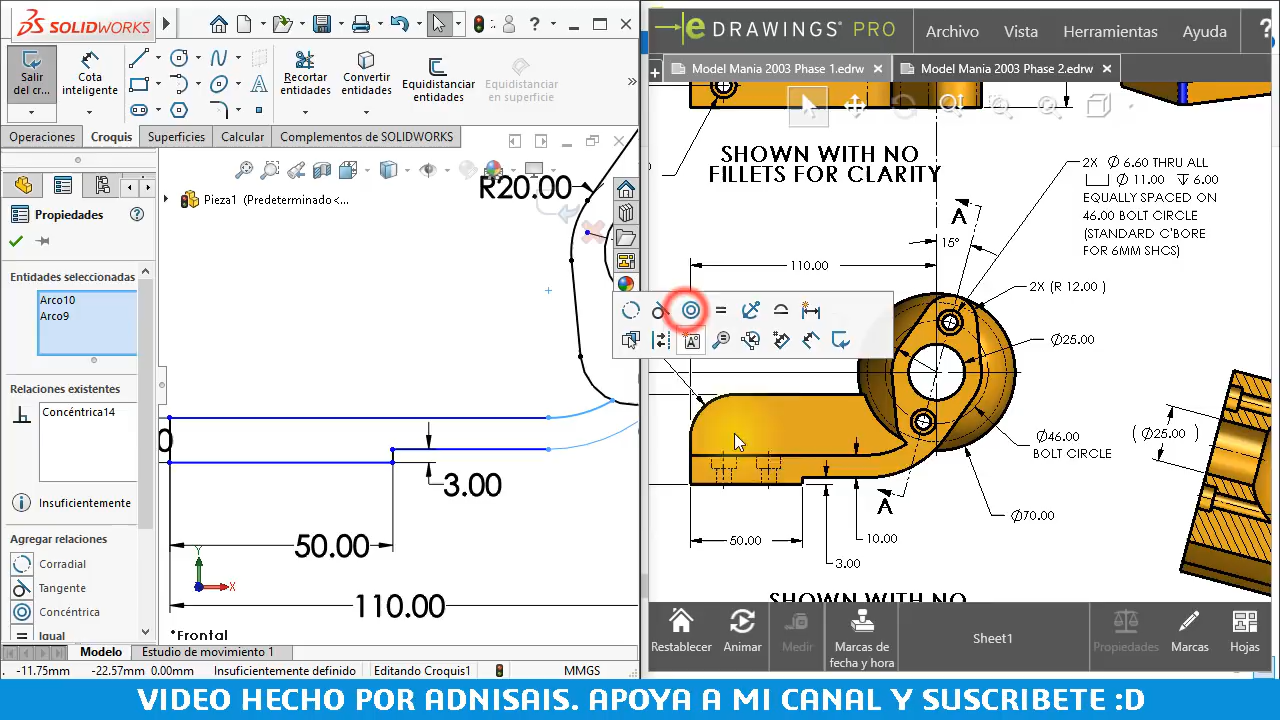 SOLIDWORKS
?
Salir
del cr...
Cota
inteligente
Recortar
entidades
Convertir
entidades
Equidistanciar
entidades
Equidistanciar
en superficie
Operaciones
Croquis
Superficies
Calcular
Complementos de SOLIDWORKS
Propiedades
Entidades seleccionadas
Arco10
Arco9
Relaciones existentes
Concéntrica14
Insuficientemente
Agregar relaciones
Corradial
Tangente
Concéntrica
Igual
Pieza1 (Predeterminado <...
R20.00
3.00
50.00
110.00
Y
X
*Frontal
Modelo
Estudio de movimiento 1
-11.75mm
-22.57mm 0.00mm
Insuficientemente definido
Editando Croquis1
MMGS
eDRAWINGS® PRO
Archivo
Vista
Herramientas
Ayuda
?
Model Mania 2003 Phase 1.edrw
Model Mania 2003 Phase 2.edrw
SHOWN WITH NO
FILLETS FOR CLARITY
2X Ø 6.60 THRU ALL
⌴ Ø 11.00 ↧ 6.00
EQUALLY SPACED ON
46.00 BOLT CIRCLE
(STANDARD C'BORE
FOR 6MM SHCS)
A
15°
110.00
2X (R 12.00 )
Ø25.00
( Ø25.00 )
Ø46.00
BOLT CIRCLE
A
Ø70.00
50.00
10.00
3.00
SHOWN WITH NO
Restablecer
Animar
Medir
Marcas de
fecha y hora
Sheet1
Propiedades
Marcas
Hojas
VIDEO HECHO POR ADNISAIS. APOYA A MI CANAL Y SUSCRIBETE :D